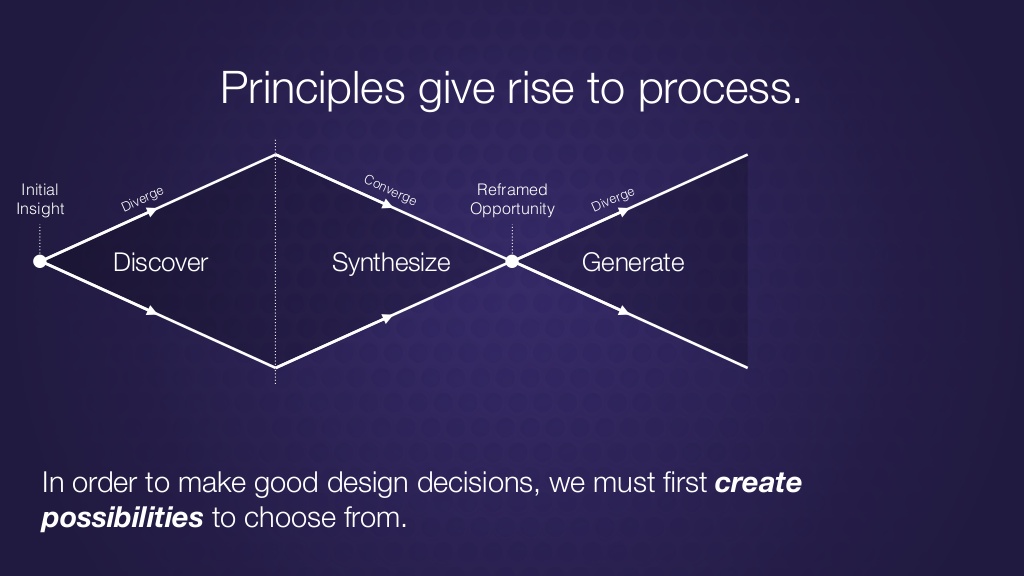 Principles give rise to process.
Initial
Insight
Diverge
Converge
Reframed
Opportunity
Diverge
Discover
Synthesize
Generate
In order to make good design decisions, we must first create
possibilities to choose from.